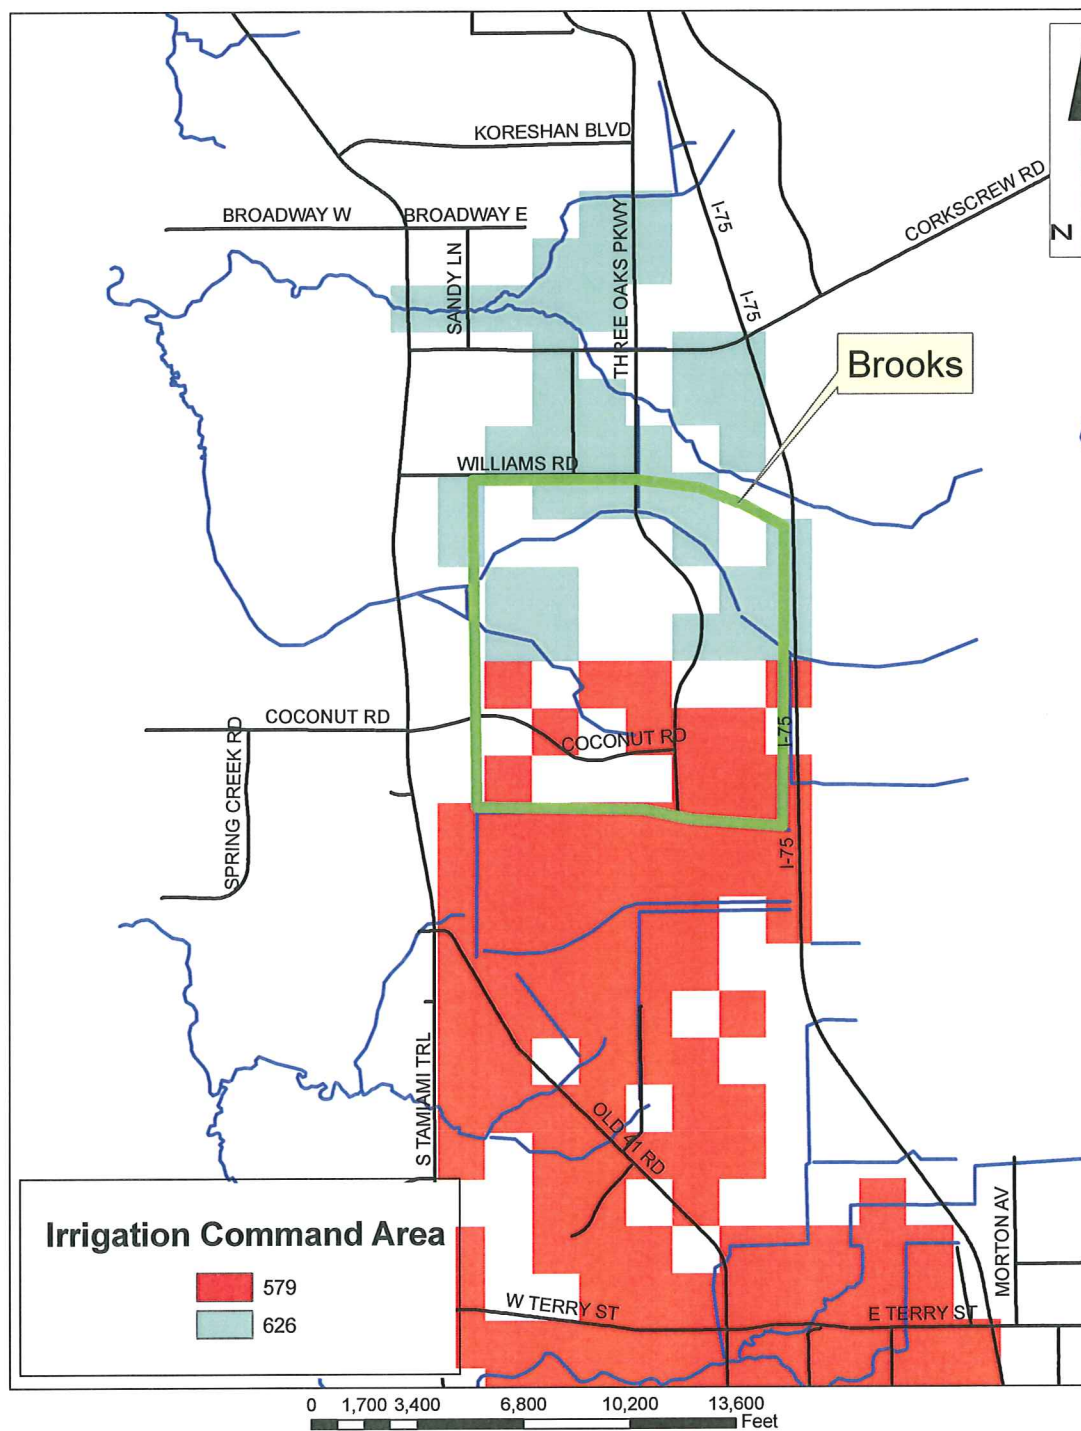 KORESHAN BLVD
CORKSCREW RD
BROADWAY W
BROADWAY E
I-75
N
SANDY LN
THREE OAKS PKWY
I-75
Brooks
WILLIAMS RD
COCONUT RD
SPRING CREEK RD
COCONUT RD
I-75
I-75
S TAMIAMI TRL
OLD 41 RD
MORTON AV
Irrigation Command Area
579
626
W TERRY ST
E TERRY ST
0 1,700 3,400 6,800 10,200 13,600
Feet